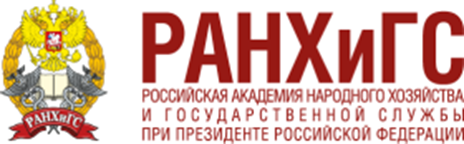 РАНХиГС
РАНХиГС
РОССИЙСКАЯ АКАДЕМИЯ НАРОДНОГО ХОЗЯЙСТВА
И ГОСУДАРСТВЕННОЙ СЛУЖБЫ
ПРИ ПРЕЗИДЕНТЕ РОССИЙСКОЙ ФЕДЕРАЦИИ